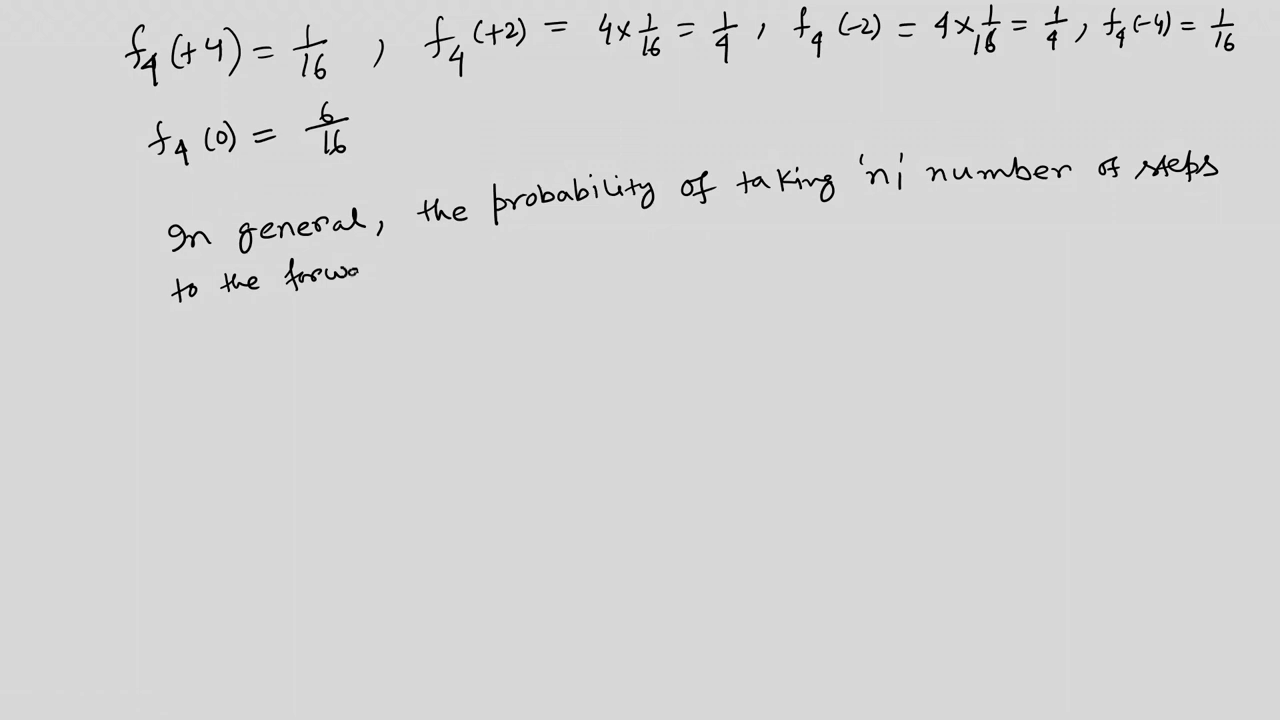 f₄(+4) = 1/16 , f₄(+2) = 4×1/16 = 1/4 , f₄(-2) = 4×1/16 = 1/4 , f₄(-4) = 1/16
f₄(0) = 6/16
In general, the probability of taking 'n' number of steps
to the forwa